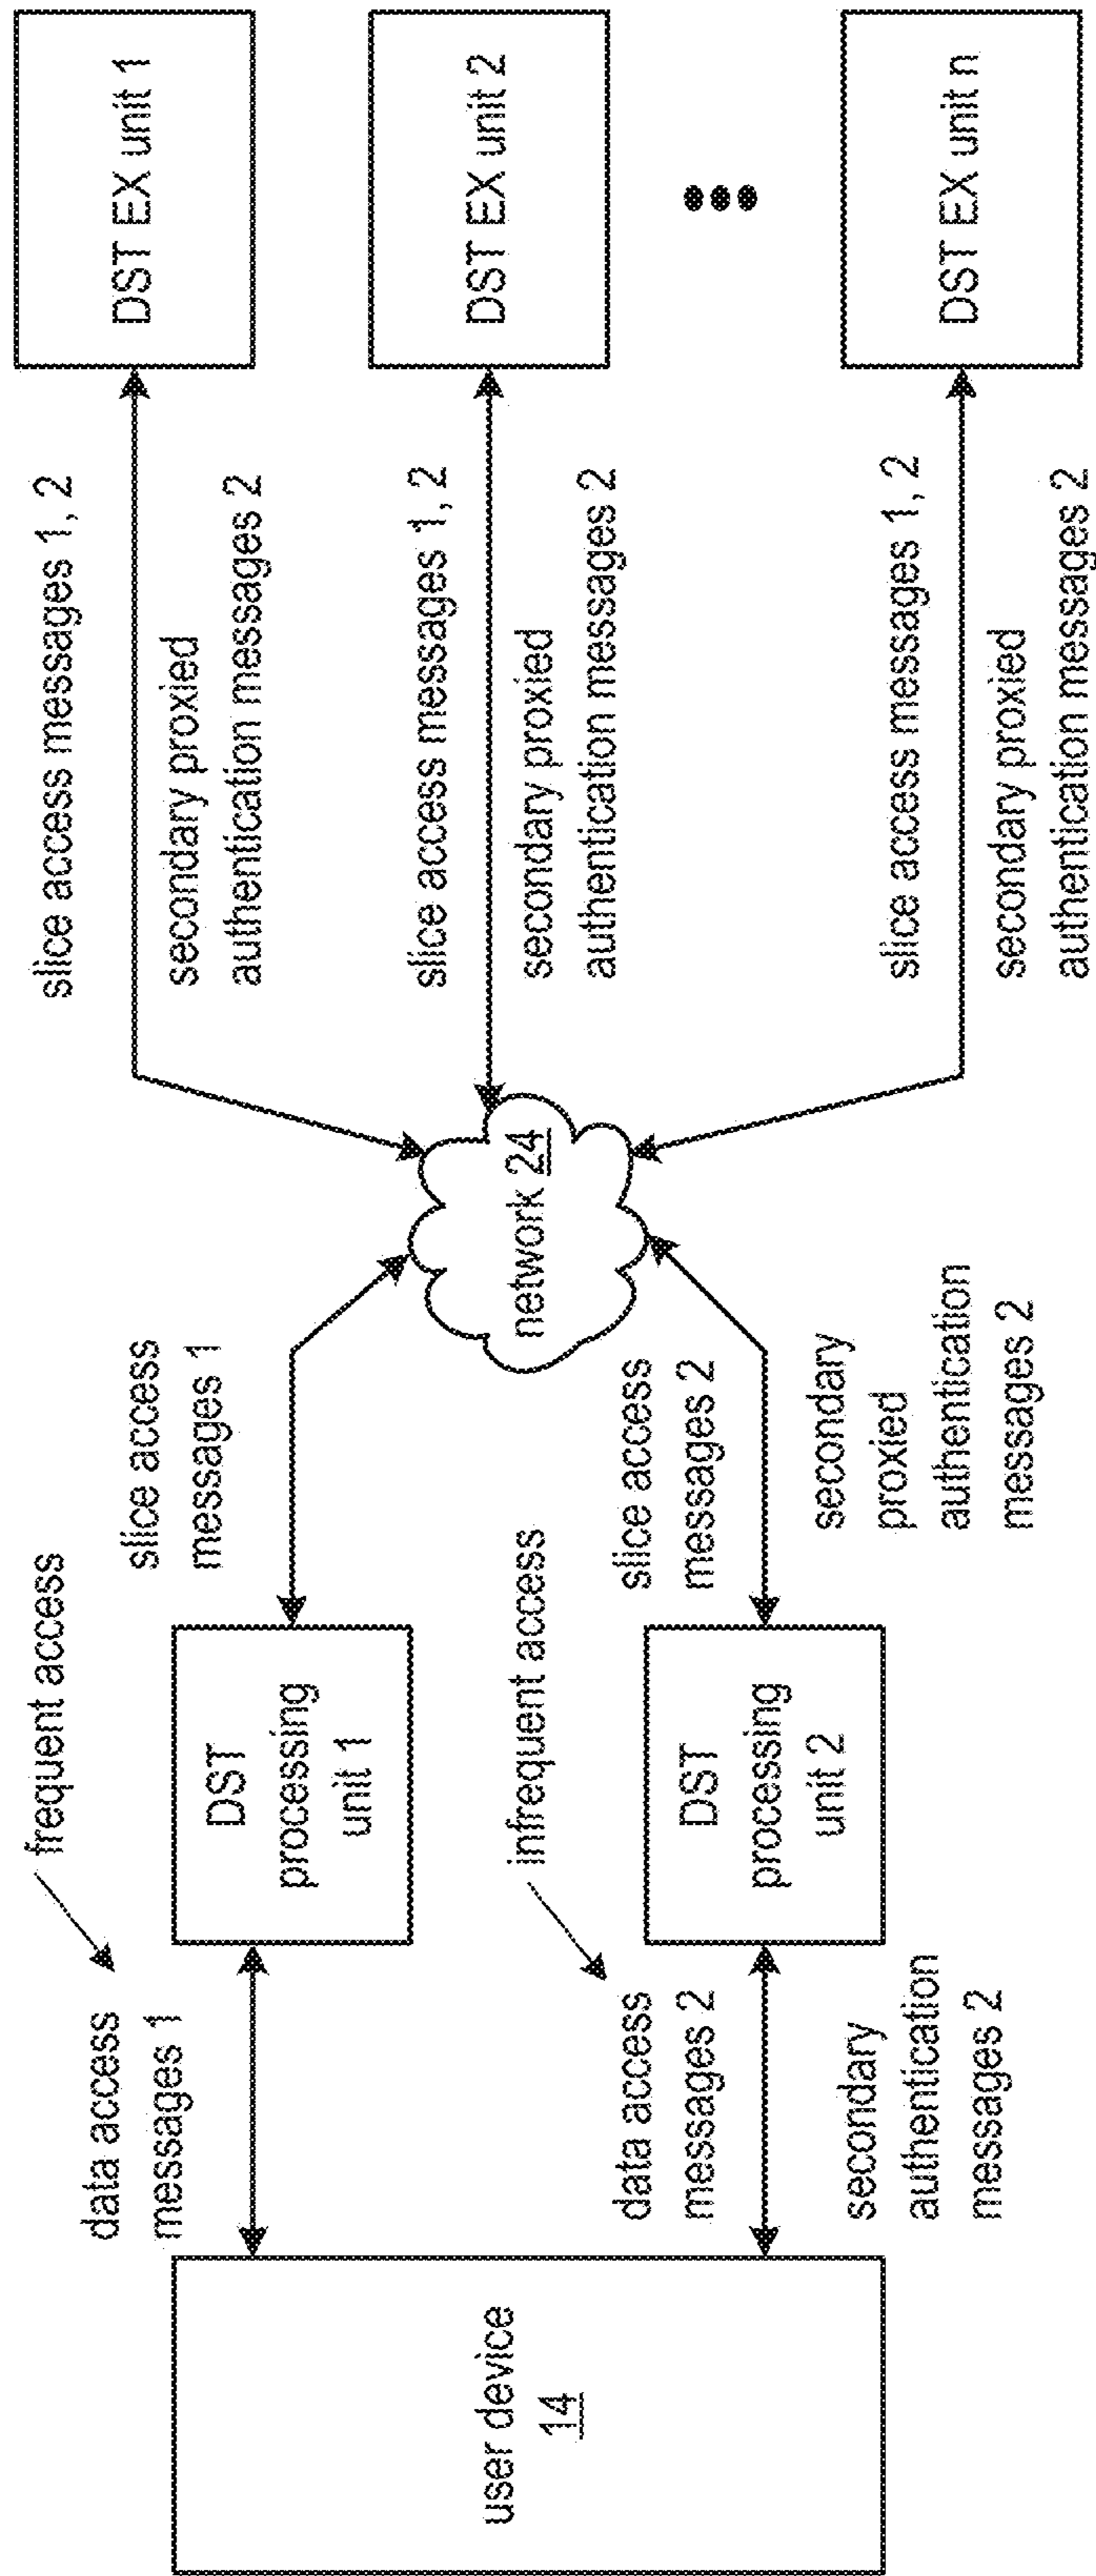 user device
14
data access
messages 1
frequent access
DST
processing
unit 1
slice access
messages 1
data access
messages 2
infrequent access
secondary
authentication
messages 2
DST
processing
unit 2
slice access
messages 2
secondary
proxied
authentication
messages 2
network 24
slice access messages 1, 2
secondary proxied
authentication messages 2
DST EX unit 1
slice access messages 1, 2
secondary proxied
authentication messages 2
DST EX unit 2
slice access messages 1, 2
secondary proxied
authentication messages 2
DST EX unit n